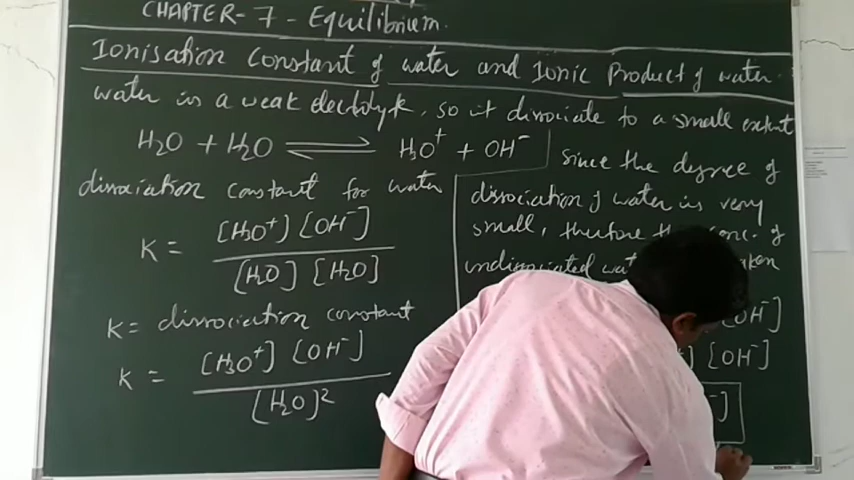 CHAPTER-7-Equilibrium.
Ionisation Constant of water and Ionic Product of water
water is a weak electrolyte, so it dissociate to a small extent
H₂O + H₂O ⇌ H₃O⁺ + OH⁻
dissociation constant for water
K = [H₃O⁺] [OH⁻] / [H₂O] [H₂O]
K = dissociation constant
K = [H₃O⁺] [OH⁻] / [H₂O]²
since the degree of
dissociation of water is very
small, therefore the conc. of
undissociated
[OH⁻]
[OH⁻]